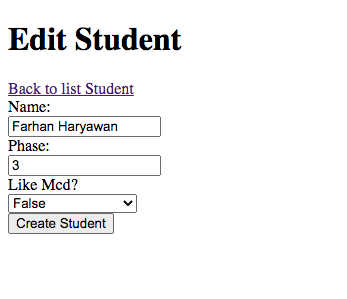 Edit Student
Back to list Student
Name:
Farhan Haryawan
Phase:
3
Like Mcd?
False
Create Student